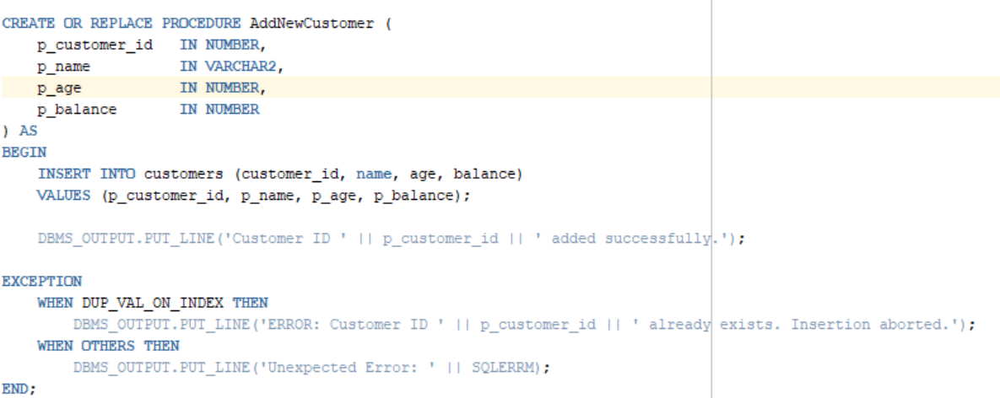 CREATE OR REPLACE PROCEDURE AddNewCustomer (
    p_customer_id   IN NUMBER,
    p_name          IN VARCHAR2,
    p_age           IN NUMBER,
    p_balance       IN NUMBER
) AS
BEGIN
    INSERT INTO customers (customer_id, name, age, balance)
    VALUES (p_customer_id, p_name, p_age, p_balance);

    DBMS_OUTPUT.PUT_LINE('Customer ID ' || p_customer_id || ' added successfully.');

EXCEPTION
    WHEN DUP_VAL_ON_INDEX THEN
        DBMS_OUTPUT.PUT_LINE('ERROR: Customer ID ' || p_customer_id || ' already exists. Insertion aborted.');
    WHEN OTHERS THEN
        DBMS_OUTPUT.PUT_LINE('Unexpected Error: ' || SQLERRM);
END;